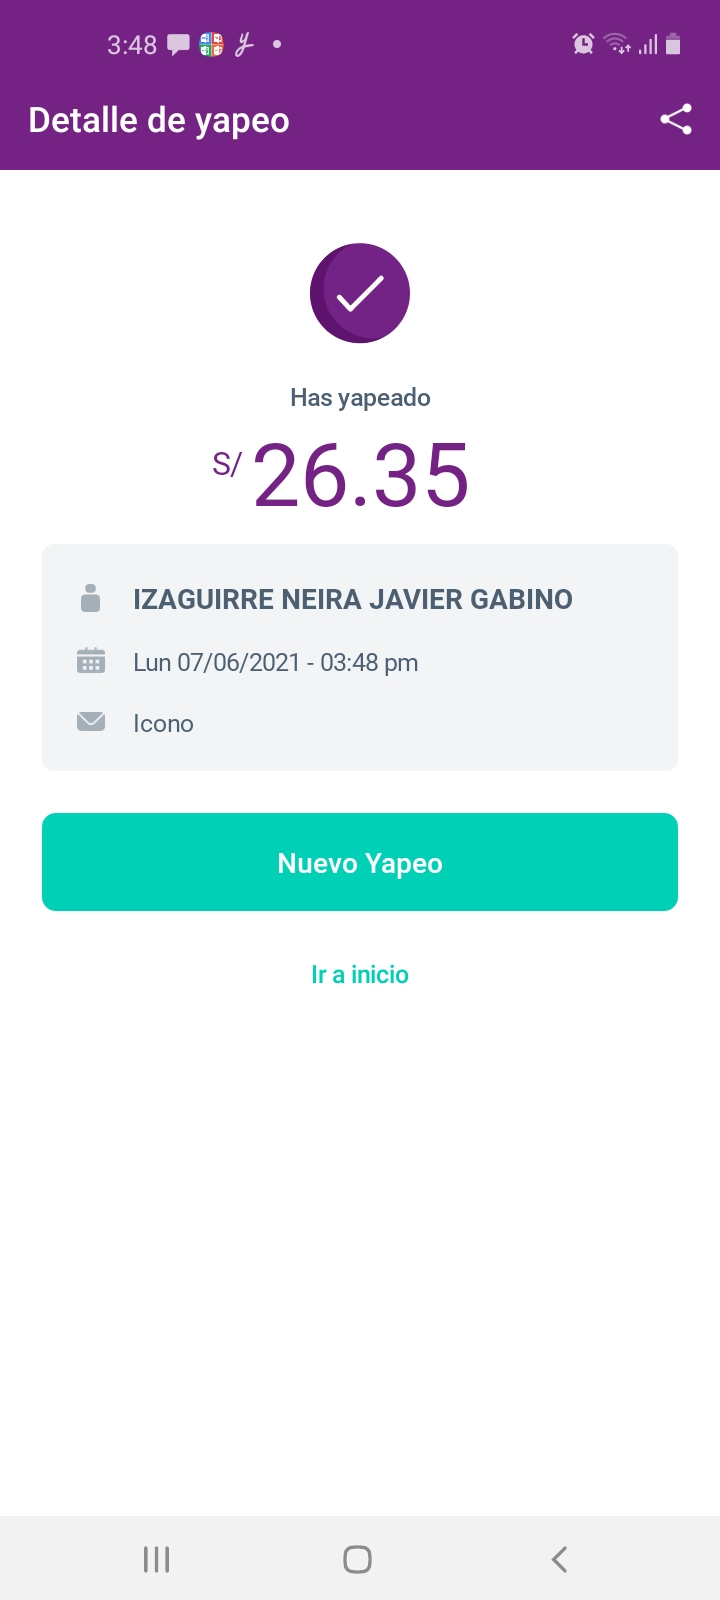 3:48
Detalle de yapeo
Has yapeado
S/ 26.35
IZAGUIRRE NEIRA JAVIER GABINO
Lun 07/06/2021 - 03:48 pm
Icono
Nuevo Yapeo
Ir a inicio